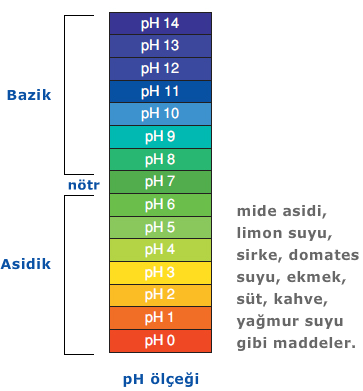 pH 14
pH 13
pH 12
Bazik
pH 11
pH 10
pH 9
pH 8
nötr
pH 7
pH 6
pH 5
pH 4
Asidik
pH 3
pH 2
pH 1
pH 0
mide asidi,
limon suyu,
sirke, domates
suyu, ekmek,
süt, kahve,
yağmur suyu
gibi maddeler.
pH ölçeği